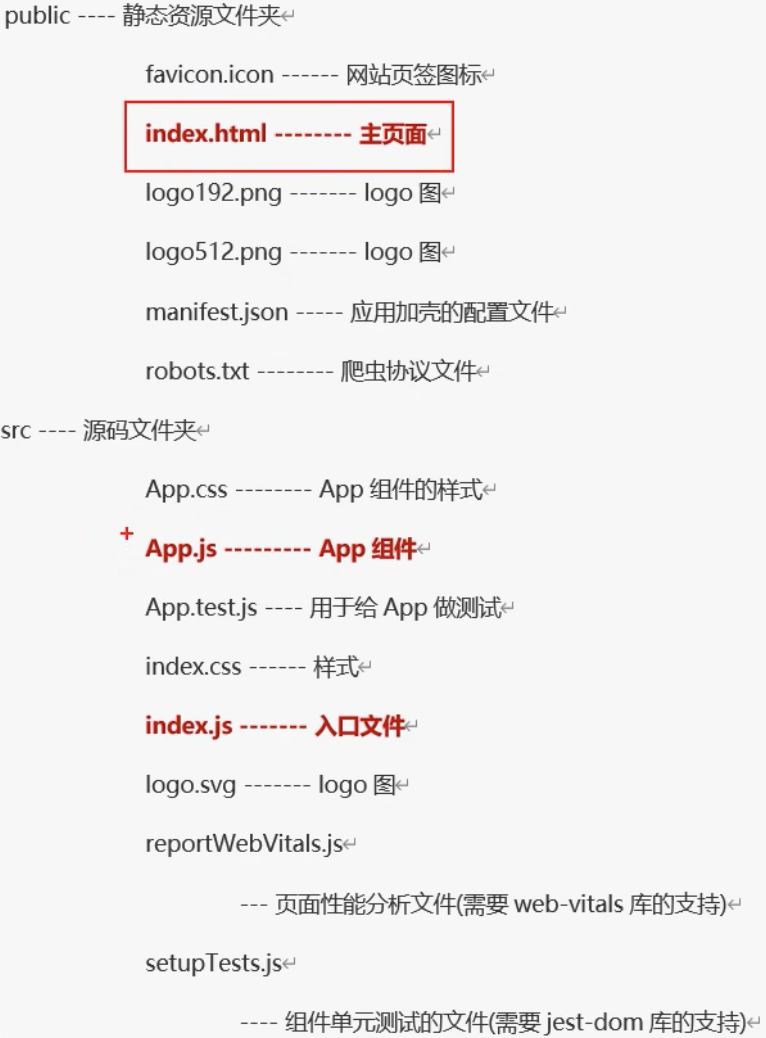 public ---- 静态资源文件夹↵
favicon.icon ------ 网站页签图标↵
index.html -------- 主页面↵
logo192.png ------- logo 图↵
logo512.png ------- logo 图↵
manifest.json ----- 应用加壳的配置文件↵
robots.txt -------- 爬虫协议文件↵
src ---- 源码文件夹↵
App.css -------- App 组件的样式↵
App.js --------- App 组件↵
App.test.js ---- 用于给 App 做测试↵
index.css ------ 样式↵
index.js ------- 入口文件↵
logo.svg ------- logo 图↵
reportWebVitals.js↵
--- 页面性能分析文件(需要 web-vitals 库的支持)↵
setupTests.js↵
---- 组件单元测试的文件(需要 jest-dom 库的支持)↵